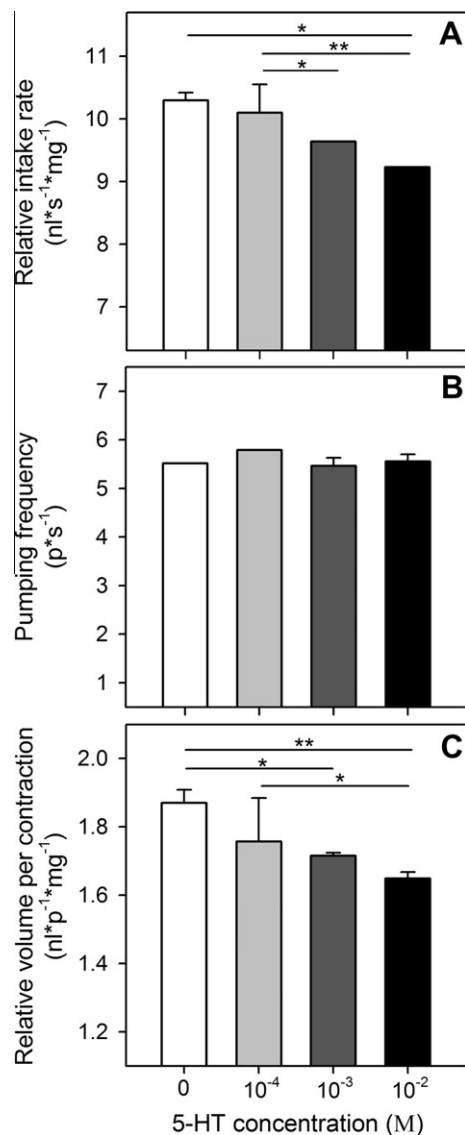 A
*
**
*
Relative intake rate
(nl*s⁻¹*mg⁻¹)
11
10
9
8
7
B
Pumping frequency
(p*s⁻¹)
7
6
5
4
3
2
1
C
**
*
*
Relative volume per contraction
(nl*p⁻¹*mg⁻¹)
2.0
1.8
1.6
1.4
1.2
0 10⁻⁴ 10⁻³ 10⁻²
5-HT concentration (M)